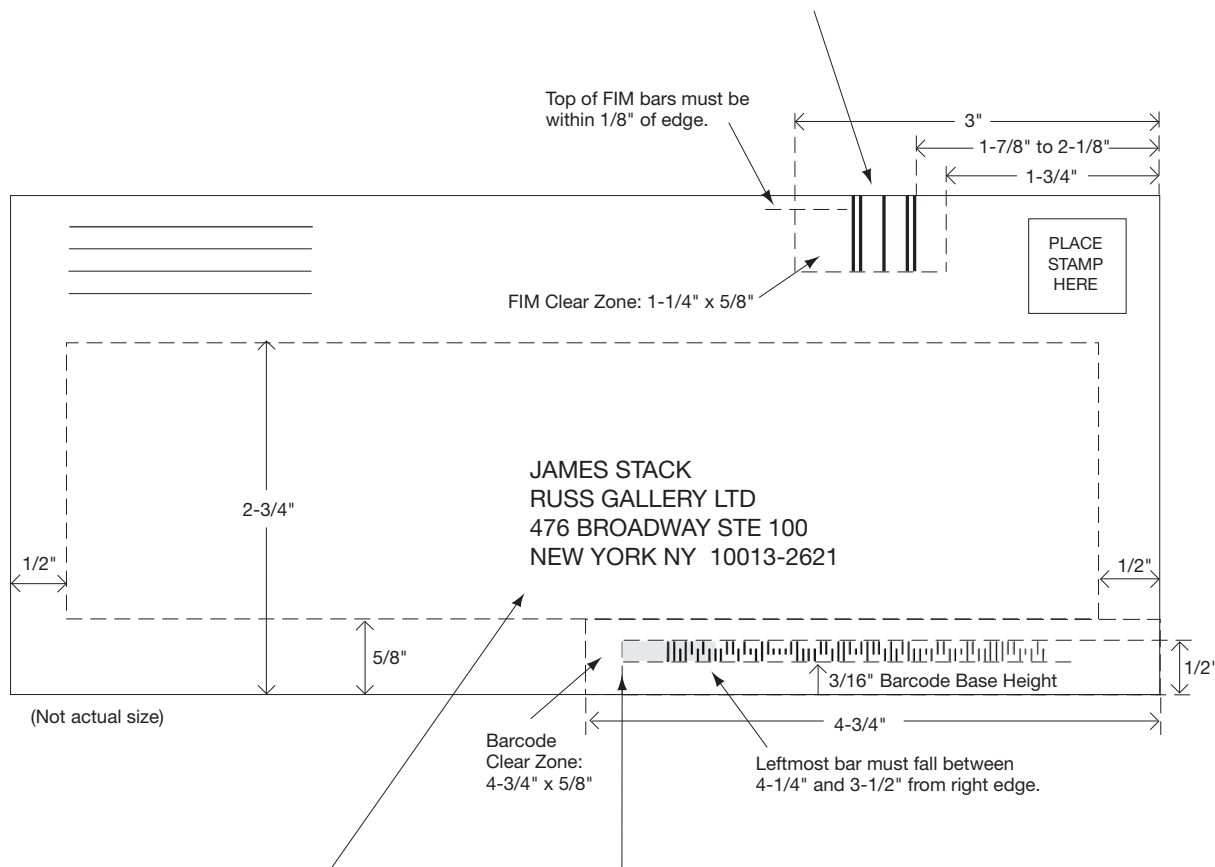 Top of FIM bars must be
within 1/8" of edge.
3"
1-7/8" to 2-1/8"
1-3/4"
PLACE
STAMP
HERE
FIM Clear Zone: 1-1/4" x 5/8"
JAMES STACK
RUSS GALLERY LTD
476 BROADWAY STE 100
NEW YORK NY  10013-2621
2-3/4"
1/2"
1/2"
5/8"
1/2'
3/16" Barcode Base Height
(Not actual size)
4-3/4"
Barcode
Clear Zone:
4-3/4" x 5/8"
Leftmost bar must fall between
4-1/4" and 3-1/2" from right edge.